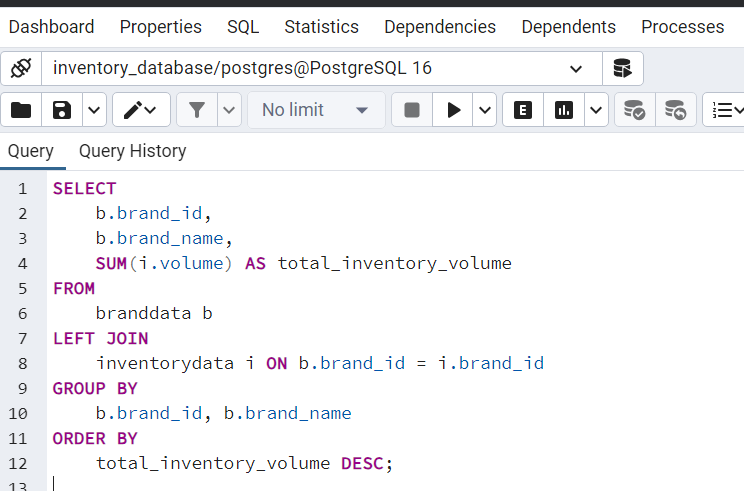 Dashboard Properties SQL Statistics Dependencies Dependents Processes
inventory_database/postgres@PostgreSQL 16
No limit E
Query Query History
1 SELECT
2 b.brand_id,
3 b.brand_name,
4 SUM(i.volume) AS total_inventory_volume
5 FROM
6 branddata b
7 LEFT JOIN
8 inventorydata i ON b.brand_id = i.brand_id
9 GROUP BY
10 b.brand_id, b.brand_name
11 ORDER BY
12 total_inventory_volume DESC;
13